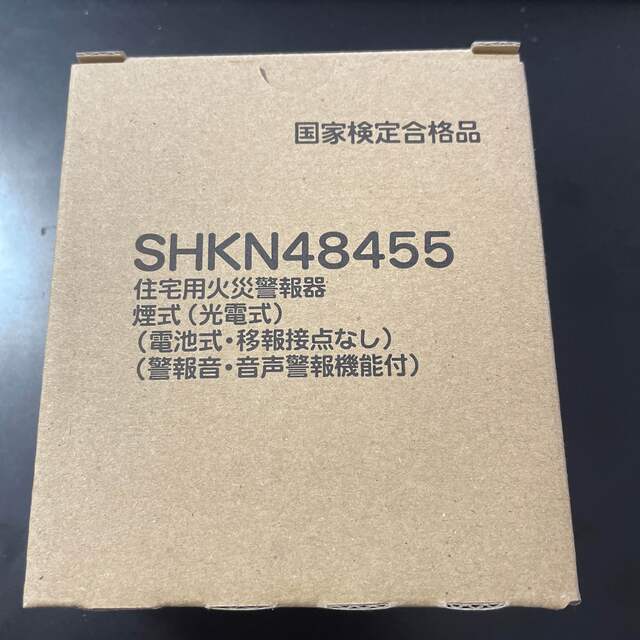 国家検定合格品
SHKN48455
住宅用火災警報器
煙式(光電式)
(電池式・移報接点なし)
(警報音・音声警報機能付)